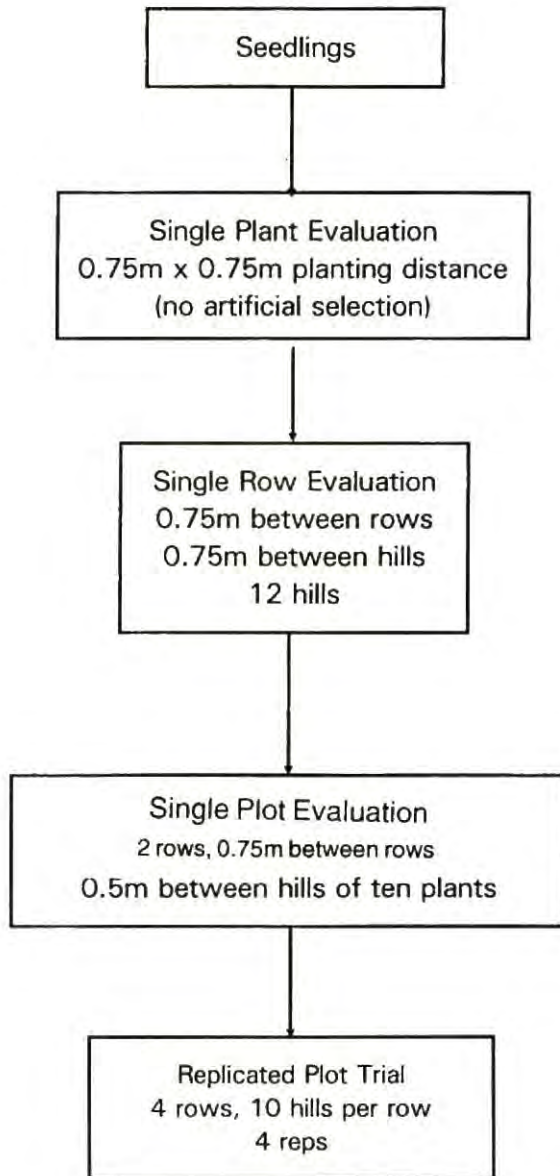 Seedlings
Single Plant Evaluation
0.75m x 0.75m planting distance
(no artificial selection)
Single Row Evaluation
0.75m between rows
0.75m between hills
12 hills
Single Plot Evaluation
2 rows, 0.75m between rows
0.5m between hills of ten plants
Replicated Plot Trial
4 rows, 10 hills per row
4 reps